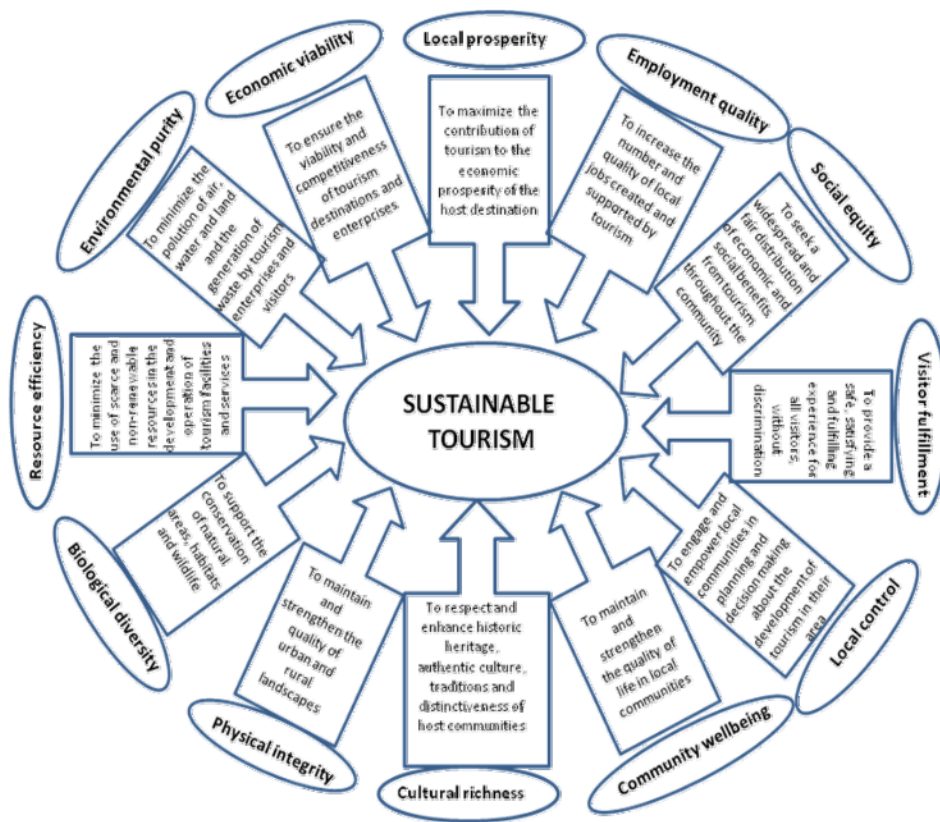 Local prosperity
To maximize the
contribution of
tourism to the
economic
prosperity of the
host destination
Employment quality
To increase the
number and
quality of local
jobs created and
supported by
tourism
Social equity
To seek a
widespread and
fair distribution
of economic and
social benefits
from tourism
throughout the
community
Visitor fulfillment
To provide a
safe, satisfying
and fulfilling
experience for
all visitors,
without
discrimination
Local control
To engage and
empower local
communities in
planning and
decision making
about the
development of
tourism in their
area
Community wellbeing
To maintain
and
strengthen
the quality of
life in local
communities
Cultural richness
To respect and
enhance historic
heritage,
authentic culture,
traditions and
distinctiveness of
host communities
Physical integrity
To maintain
and
strengthen the
quality of
urban and
rural
landscapes
Biological diversity
To support the
conservation
of natural
areas, habitats
and wildlife
Resource efficiency
To minimize the
use of scarce and
non-renewable
resources in the
development and
operation of
tourism facilities
and services
Environmental purity
To minimize the
polution of air,
water and land
and the
generation of
waste by tourism
enterprises and
visitors
Economic viability
To ensure the
viability and
competitiveness
of tourism
destinations and
enterprises
SUSTAINABLE
TOURISM